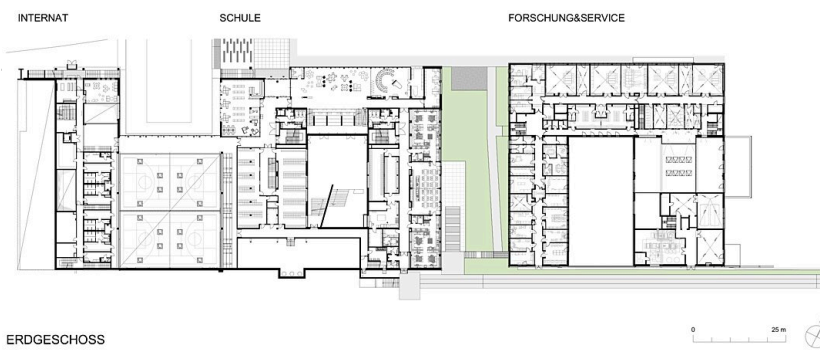 INTERNAT
SCHULE
FORSCHUNG&SERVICE
ERDGESCHOSS
0 25 m